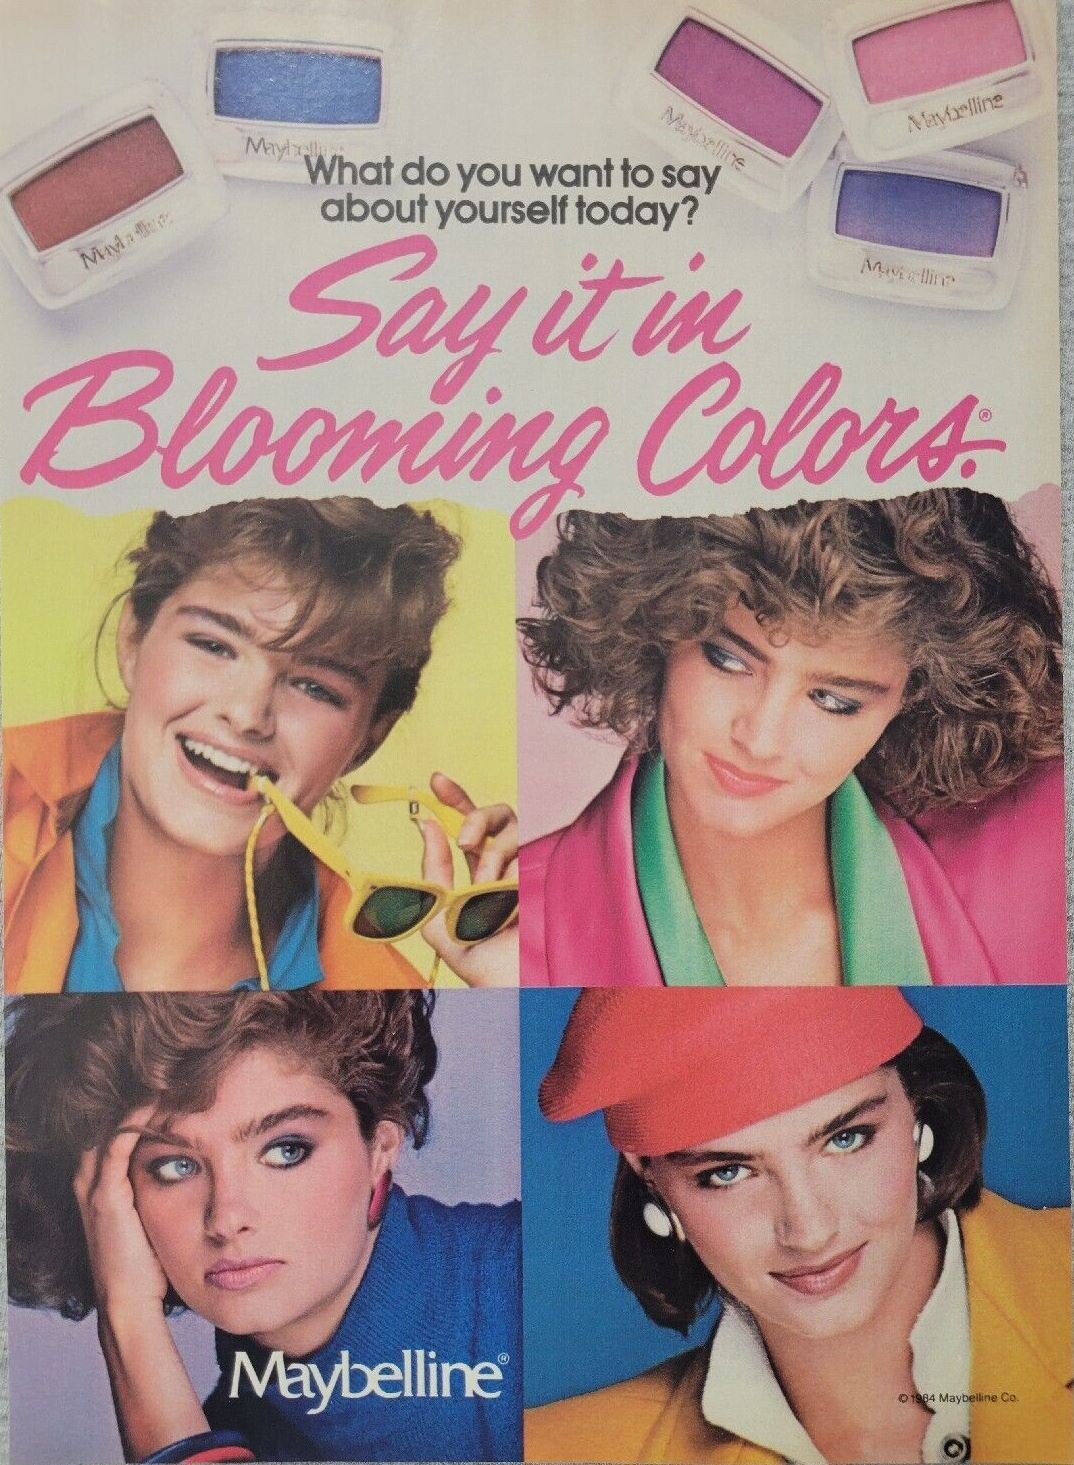 Maybelline
Maybelline
Maybelline
Maybelline
Maybelline
What do you want to say
about yourself today?
Say it in
Blooming Colors.®
Maybelline®
© 1984 Maybelline Co.